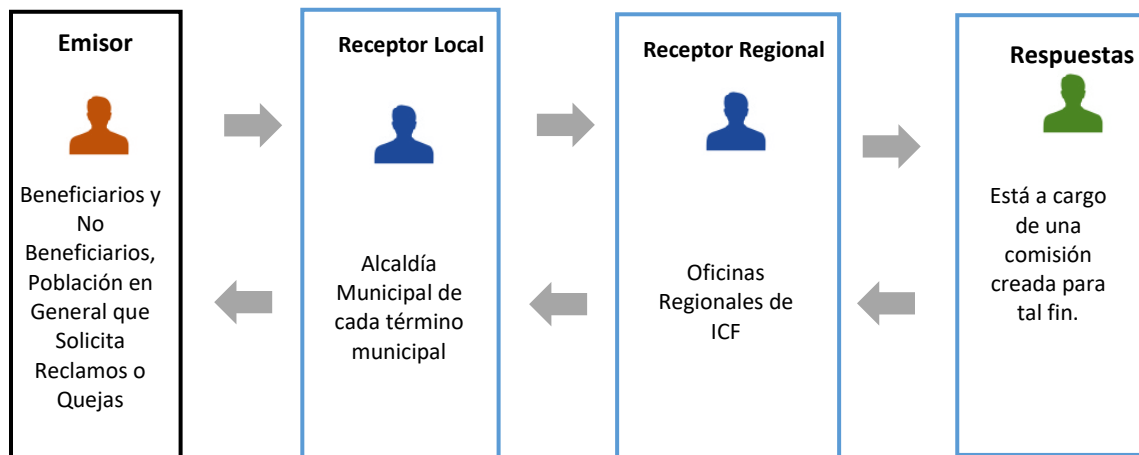 Emisor
Beneficiarios y
No
Beneficiarios,
Población en
General que
Solicita
Reclamos o
Quejas
Receptor Local
Alcaldía
Municipal de
cada término
municipal
Receptor Regional
Oficinas
Regionales de
ICF
Respuestas
Está a cargo
de una
comisión
creada para
tal fin.